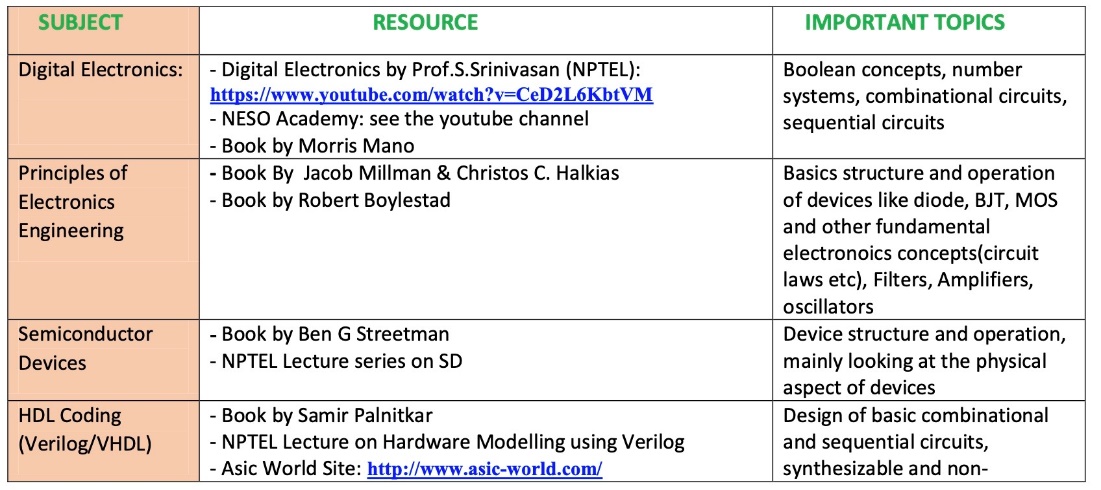 SUBJECT
RESOURCE
IMPORTANT TOPICS
Digital Electronics:
- Digital Electronics by Prof.S.Srinivasan (NPTEL):
https://www.youtube.com/watch?v=CeD2L6KbtVM
- NESO Academy: see the youtube channel
- Book by Morris Mano
Boolean concepts, number
systems, combinational circuits,
sequential circuits
Principles of
Electronics
Engineering
- Book By  Jacob Millman & Christos C. Halkias
- Book by Robert Boylestad
Basics structure and operation
of devices like diode, BJT, MOS
and other fundamental
electronoics concepts(circuit
laws etc), Filters, Amplifiers,
oscillators
Semiconductor
Devices
- Book by Ben G Streetman
- NPTEL Lecture series on SD
Device structure and operation,
mainly looking at the physical
aspect of devices
HDL Coding
(Verilog/VHDL)
- Book by Samir Palnitkar
- NPTEL Lecture on Hardware Modelling using Verilog
- Asic World Site: http://www.asic-world.com/
Design of basic combinational
and sequential circuits,
synthesizable and non-